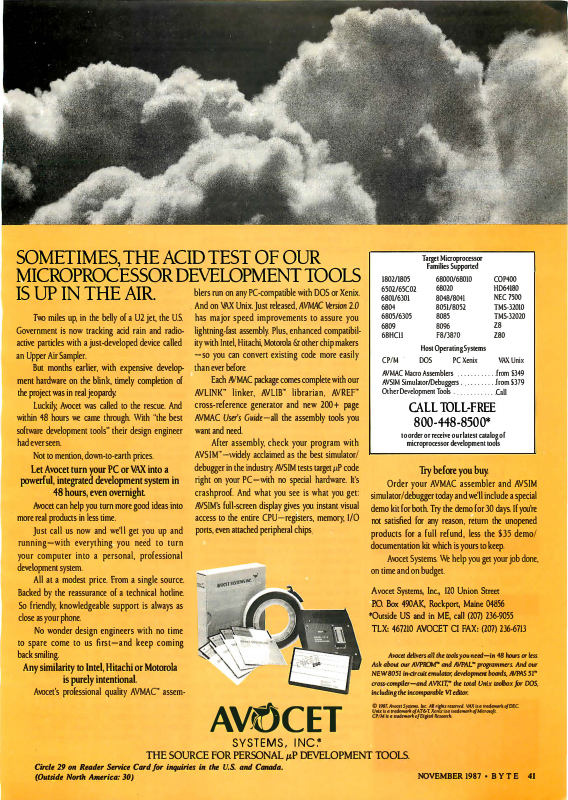 SOMETIMES, THE ACID TEST OF OUR
MICROPROCESSOR DEVELOPMENT TOOLS
IS UP IN THE AIR.
Two miles up, in the belly of a U2 jet, the U.S.
Government is now tracking acid rain and radio-
active particles with a just-developed device called
an Upper Air Sampler.
But months earlier, with expensive develop-
ment hardware on the blink, timely completion of
the project was in real jeopardy.
Luckily, Avocet was called to the rescue. And
within 48 hours we came through. With "the best
software development tools" their design engineer
had ever seen.
Not to mention, down-to-earth prices.
Let Avocet turn your PC or VAX into a
powerful, integrated development system in
48 hours, even overnight.
Avocet can help you turn more good ideas into
more real products in less time.
Just call us now and we'll get you up and
running—with everything you need to turn
your computer into a personal, professional
development system.
All at a modest price. From a single source.
Backed by the reassurance of a technical hotline.
So friendly, knowledgeable support is always as
close as your phone.
No wonder design engineers with no time
to spare come to us first—and keep coming
back smiling.
Any similarity to Intel, Hitachi or Motorola
is purely intentional.
Avocet's professional quality AVMAC™ assem-
blers run on any PC-compatible with DOS or Xenix.
And on VAX Unix. Just released, AVMAC Version 2.0
has major speed improvements to assure you
lightning-fast assembly. Plus, enhanced compatibil-
ity with Intel, Hitachi, Motorola & other chip makers
—so you can convert existing code more easily
than ever before.
Each AVMAC package comes complete with our
AVLINK™ linker, AVLIB™ librarian, AVREF™
cross-reference generator and new 200+ page
AVMAC User's Guide—all the assembly tools you
want and need.
After assembly, check your program with
AVSIM™—widely acclaimed as the best simulator/
debugger in the industry. AVSIM tests target µP code
right on your PC—with no special hardware. It's
crashproof. And what you see is what you get:
AVSIM's full-screen display gives you instant visual
access to the entire CPU—registers, memory, I/O
ports, even attached peripheral chips.
Target Microprocessor
Families Supported
1802/1805 68000/68010 COP400
6502/65C02 68020 HD64180
6801/6301 8048/8041 NEC 7500
6804 8051/8052 TMS-32010
6805/6305 8085 TMS-32020
6809 8096 Z8
68HC11 F8/3870 Z80
Host Operating Systems
CP/M DOS PC Xenix VAX Unix
AVMAC Macro Assemblers . . . . . . . . . . from $349
AVSIM Simulator/Debuggers . . . . . . . . . . from $379
Other Development Tools . . . . . . . . . . Call
CALL TOLL-FREE
800-448-8500*
to order or receive our latest catalog of
microprocessor development tools
Try before you buy.
Order your AVMAC assembler and AVSIM
simulator/debugger today and we'll include a special
demo kit for both. Try the demo for 30 days. If you're
not satisfied for any reason, return the unopened
products for a full refund, less the $35 demo/
documentation kit which is yours to keep.
Avocet Systems. We help you get your job done,
on time and on budget.
Avocet Systems, Inc., 120 Union Street
P.O. Box 490AK, Rockport, Maine 04856
*Outside US and in ME, call (207) 236-9055
TLX: 467210 AVOCET CI FAX: (207) 236-6713
Avocet delivers all the tools you need—in 48 hours or less
Ask about our AVPROM™ and AVPAL™ programmers. And our
NEW 8051 in-circuit emulator, development boards, AVPAS 51™
cross-compiler—and AVKIT,™ the total Unix toolbox for DOS,
including the incomparable VI editor.
© 1987. Avocet Systems, Inc. All rights reserved. VAX is a trademark of DEC.
Unix is a trademark of AT&T. Xenix is a trademark of Microsoft.
CP/M is a trademark of Digital Research.
AVOCET SYSTEMS INC.
AVOCET
SYSTEMS, INC.®
THE SOURCE FOR PERSONAL µP DEVELOPMENT TOOLS.
Circle 29 on Reader Service Card for inquiries in the U.S. and Canada.
(Outside North America: 30)
NOVEMBER 1987 • BYTE 41